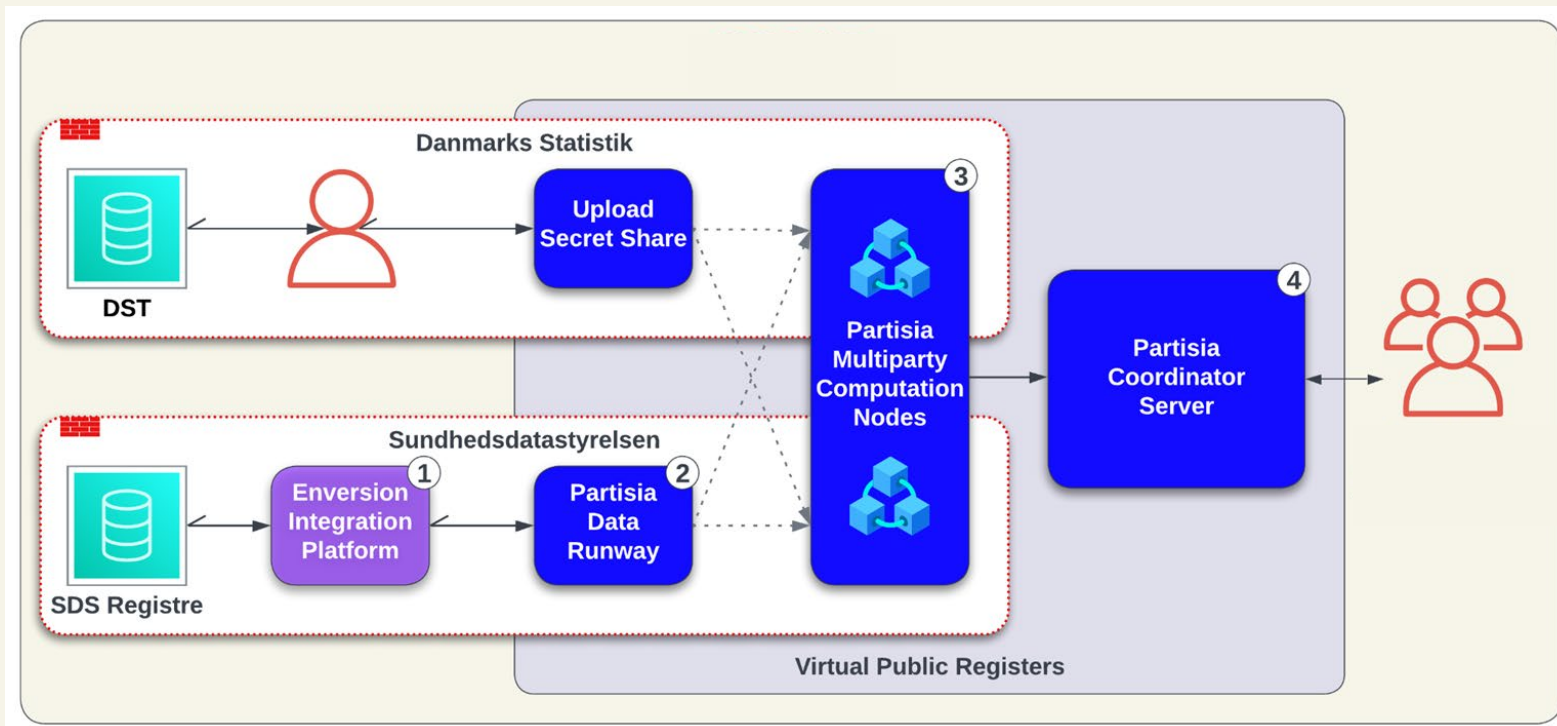 Danmarks Statistik
DST
Upload
Secret Share
3
Partisia
Multiparty
Computation
Nodes
4
Partisia
Coordinator
Server
Sundhedsdatastyrelsen
SDS Registre
1
Enversion
Integration
Platform
2
Partisia
Data
Runway
Virtual Public Registers